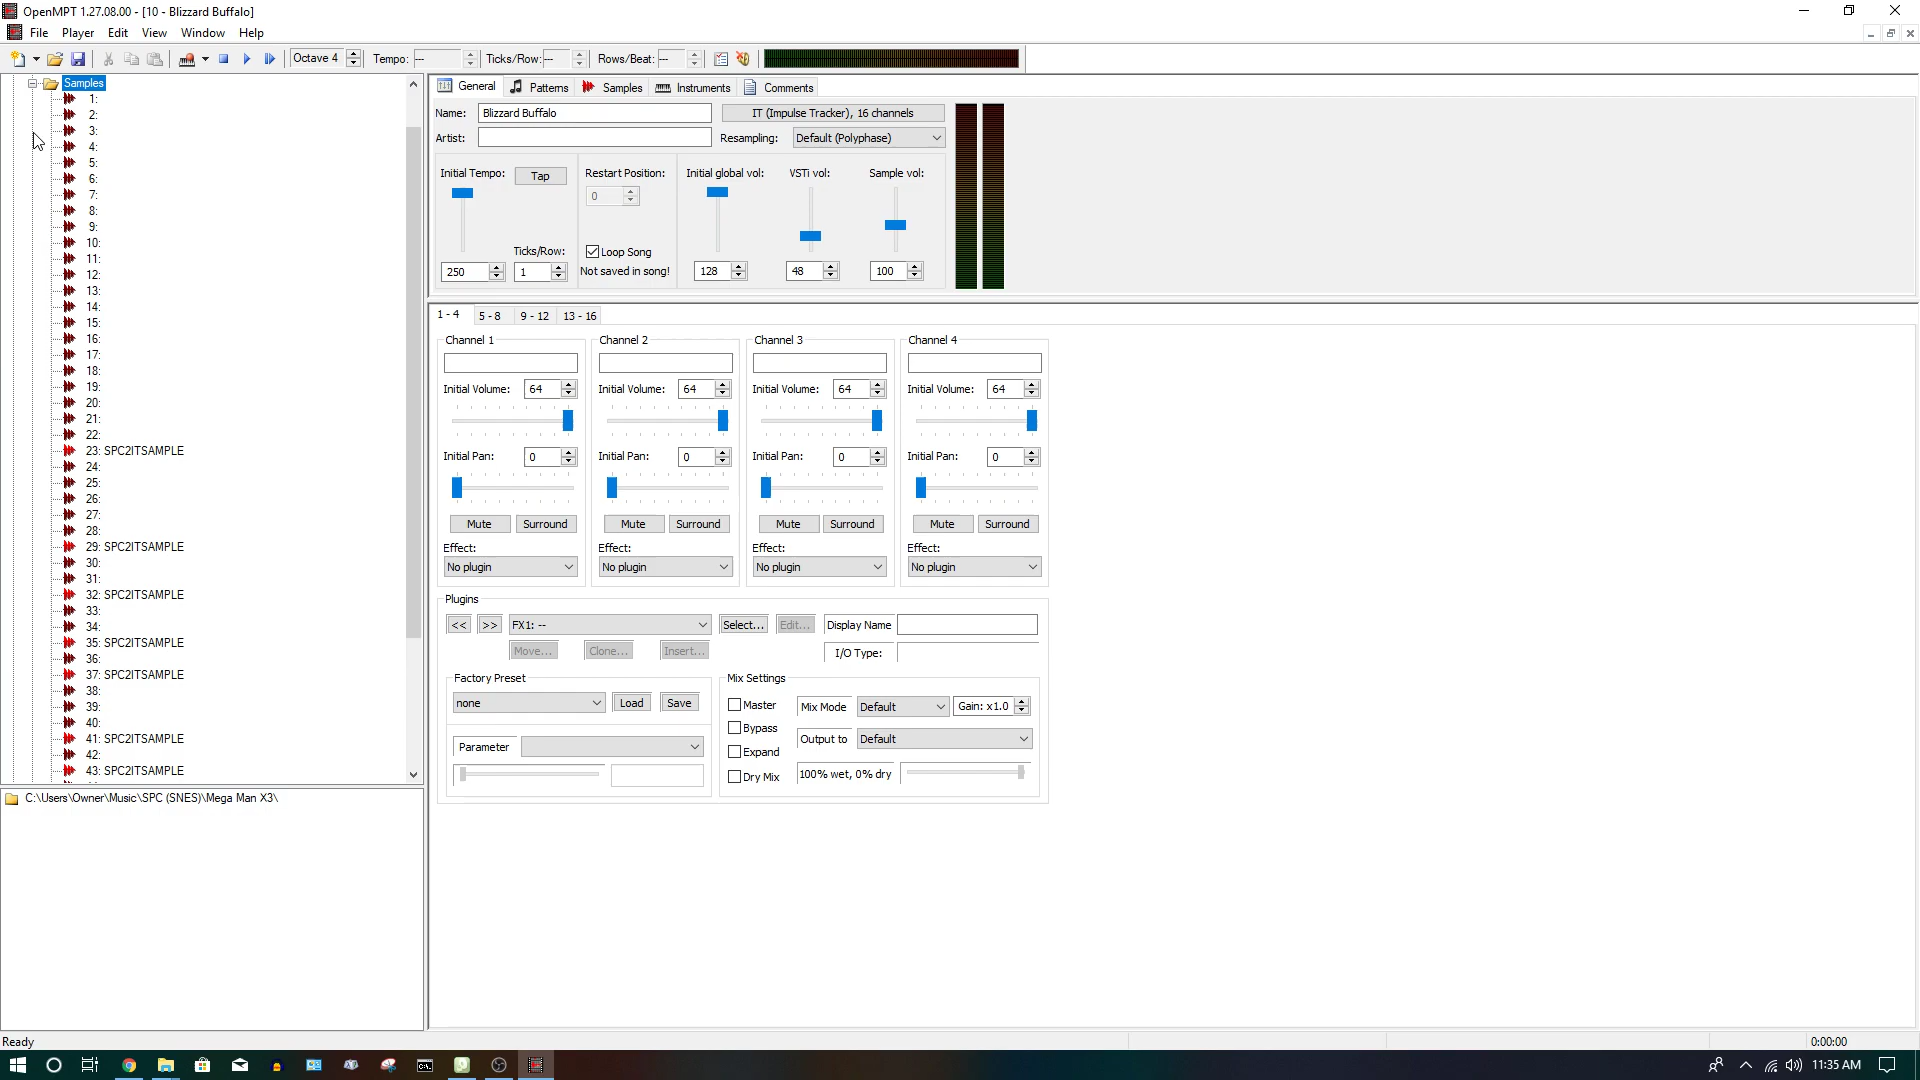 OpenMPT 1.27.08.00 - [10 - Blizzard Buffalo]
File Player Edit View Window Help
Octave 4 Tempo: --- Ticks/Row: --- Rows/Beat: ---
Samples
1:
2:
3:
4:
5:
6:
7:
8:
9:
10:
11:
12:
13:
14:
15:
16:
17:
18:
19:
20:
21:
22:
23: SPC2ITSAMPLE
24:
25:
26:
27:
28:
29: SPC2ITSAMPLE
30:
31:
32: SPC2ITSAMPLE
33:
34:
35: SPC2ITSAMPLE
36:
37: SPC2ITSAMPLE
38:
39:
40:
41: SPC2ITSAMPLE
42:
43: SPC2ITSAMPLE
C:\Users\Owner\Music\SPC (SNES)\Mega Man X3\
General Patterns Samples Instruments Comments
Name: Blizzard Buffalo IT (Impulse Tracker), 16 channels
Artist: Resampling: Default (Polyphase)
Initial Tempo: Tap Restart Position: Initial global vol: VSTi vol: Sample vol:
0
Ticks/Row: Loop Song
250 1 Not saved in song! 128 48 100
1 - 4 5 - 8 9 - 12 13 - 16
Channel 1 Channel 2 Channel 3 Channel 4
Initial Volume: 64 Initial Volume: 64 Initial Volume: 64 Initial Volume: 64
Initial Pan: 0 Initial Pan: 0 Initial Pan: 0 Initial Pan: 0
Mute Surround Mute Surround Mute Surround Mute Surround
Effect: Effect: Effect: Effect:
No plugin No plugin No plugin No plugin
Plugins
<< >> FX1: -- Select... Edit... Display Name
Move... Clone... Insert... I/O Type:
Factory Preset Mix Settings
none Load Save Master Mix Mode Default Gain: x1.0
Bypass
Parameter Output to Default
Expand
Dry Mix 100% wet, 0% dry
Ready 0:00:00
11:35 AM